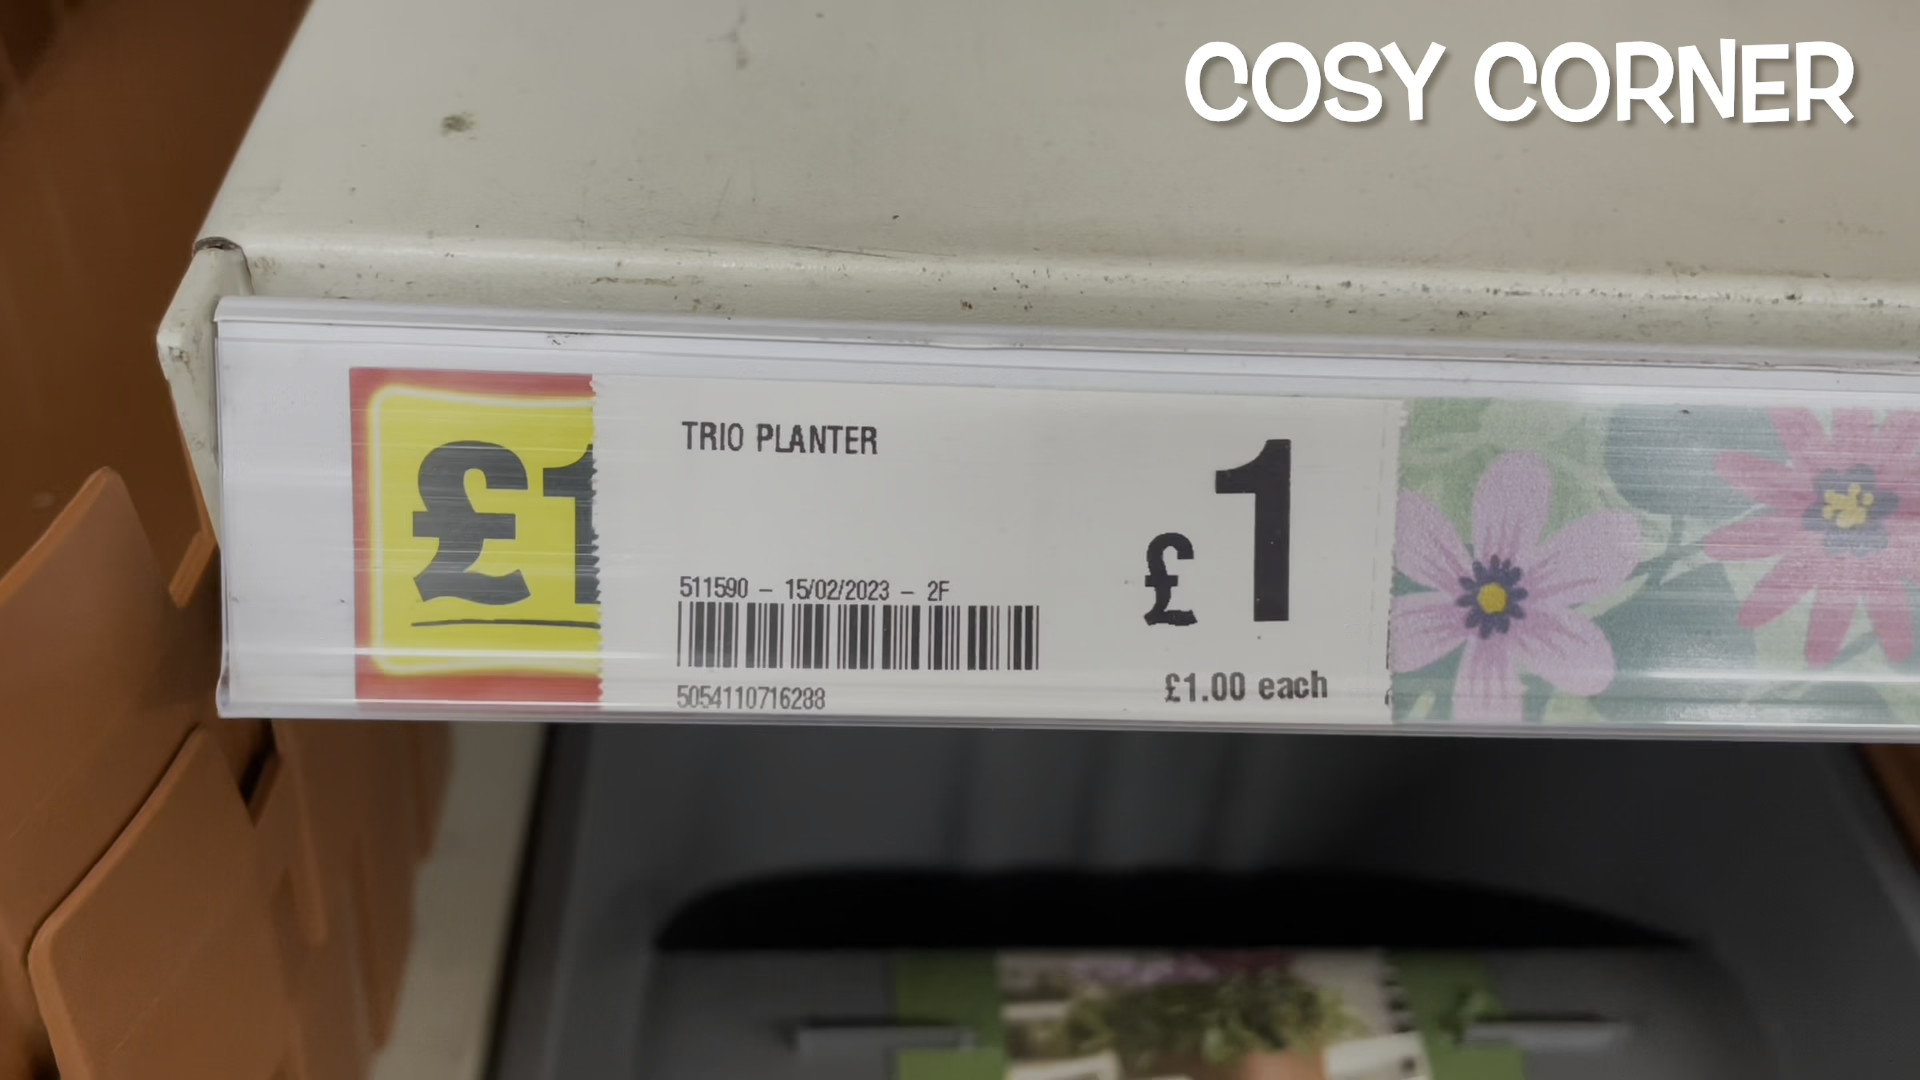 COSY CORNER
£1
TRIO PLANTER
511590 - 15/02/2023 - 2F
5054110716288
£1
£1.00 each